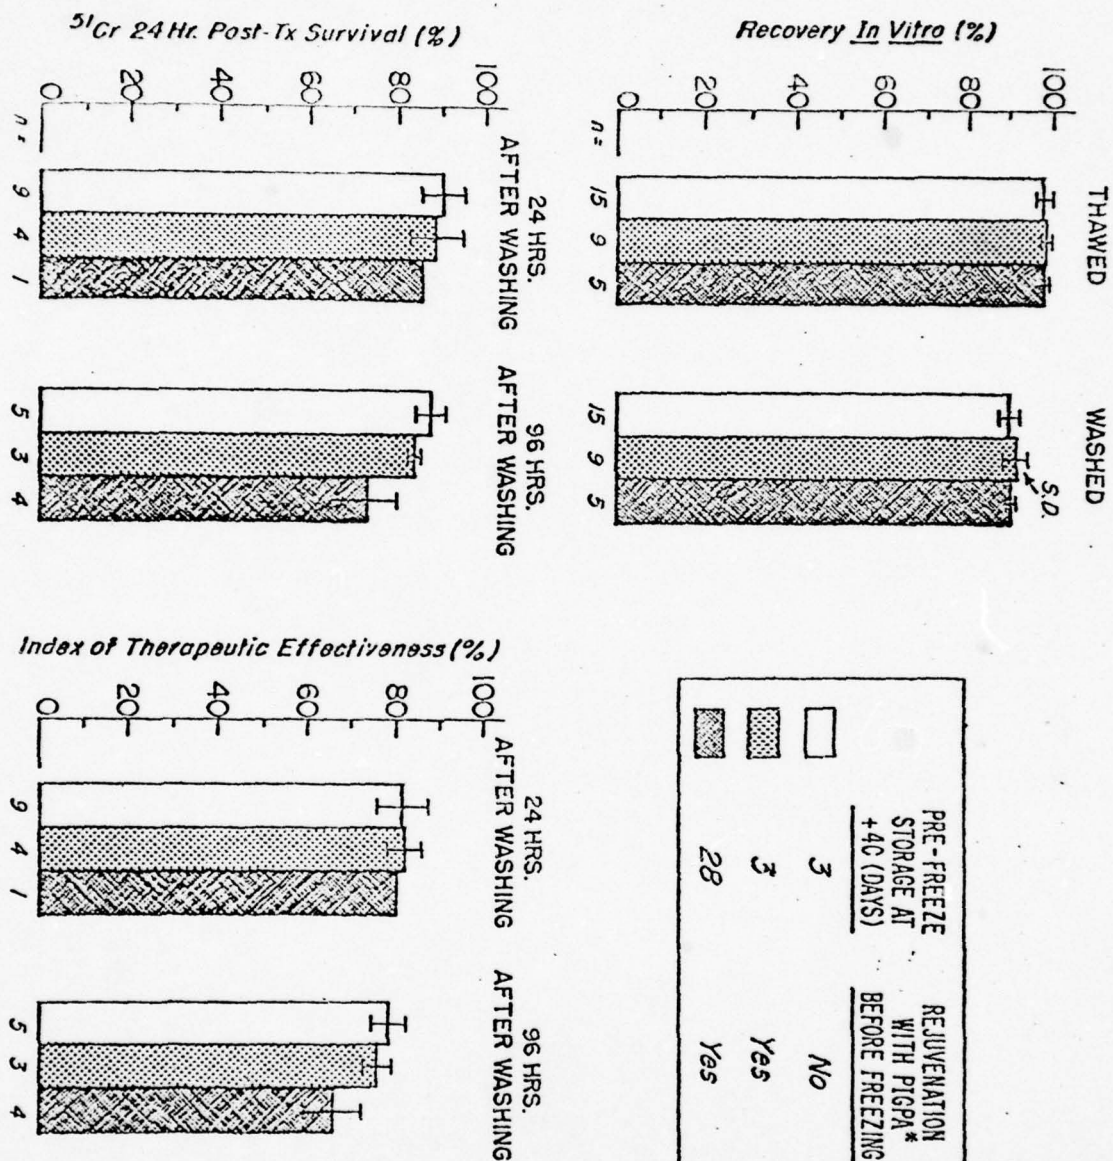 Recovery In Vitro (%)
THAWED
WASHED
100
80
60
40
20
0
S.D.
n =
15
9
5
15
9
5
PRE-FREEZE
STORAGE AT
+4C (DAYS)
REJUVENATION
WITH PIGPA*
BEFORE FREEZING
3
No
3
Yes
28
Yes
⁵¹Cr 24 Hr. Post-Tx Survival (%)
24 HRS.
AFTER WASHING
96 HRS.
AFTER WASHING
100
80
60
40
20
0
n =
9
4
1
5
3
4
Index of Therapeutic Effectiveness (%)
24 HRS.
AFTER WASHING
96 HRS.
AFTER WASHING
100
80
60
40
20
0
9
4
1
5
3
4